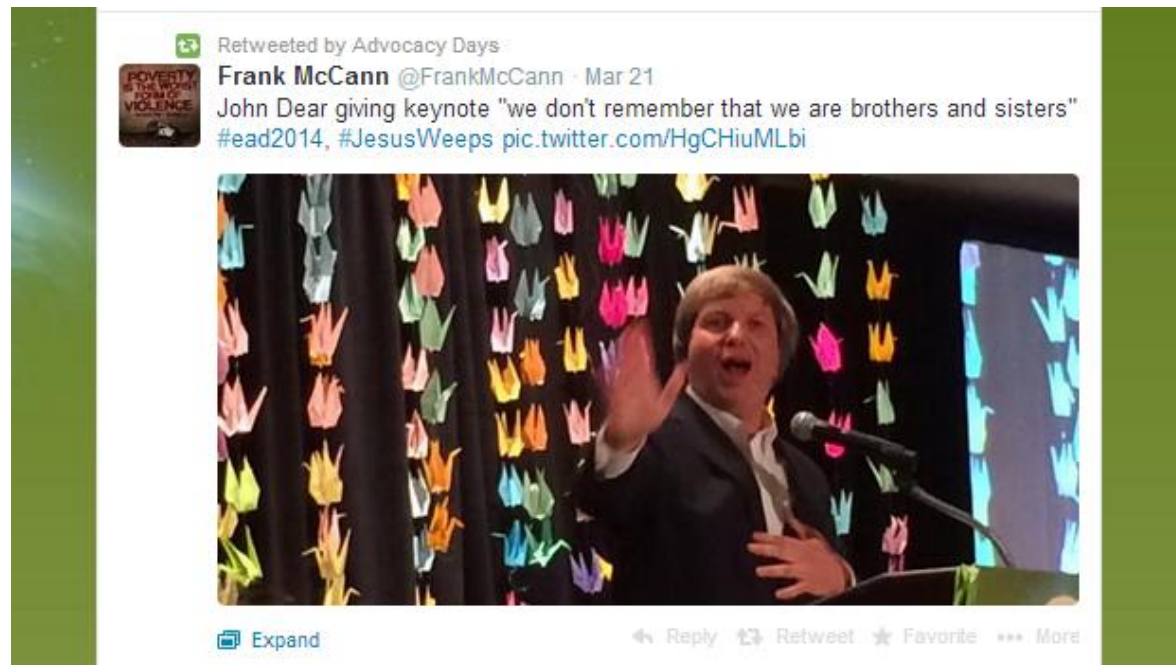 Retweeted by Advocacy Days
POVERTY
IS THE WORST
FORM OF
VIOLENCE
Frank McCann @FrankMcCann · Mar 21
John Dear giving keynote "we don't remember that we are brothers and sisters"
#ead2014, #JesusWeeps pic.twitter.com/HgCHiuMLbi
Expand Reply Retweet Favorite More